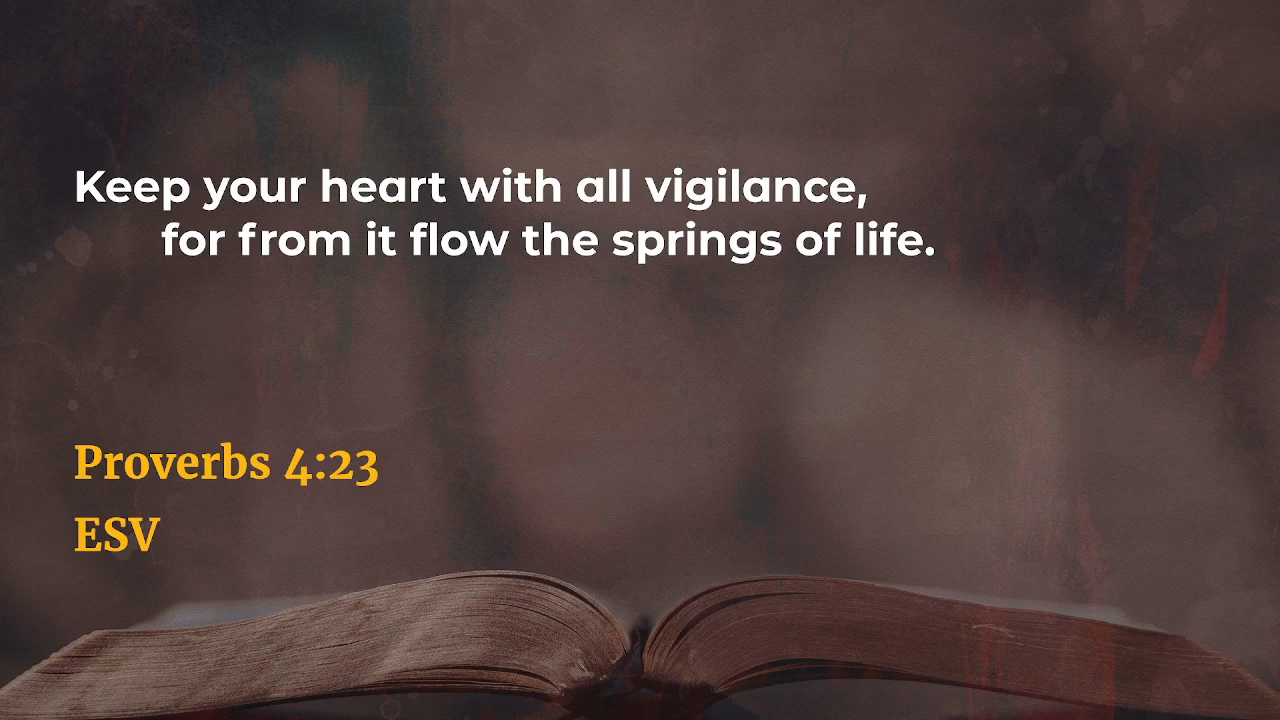 Keep your heart with all vigilance,
for from it flow the springs of life.
Proverbs 4:23
ESV